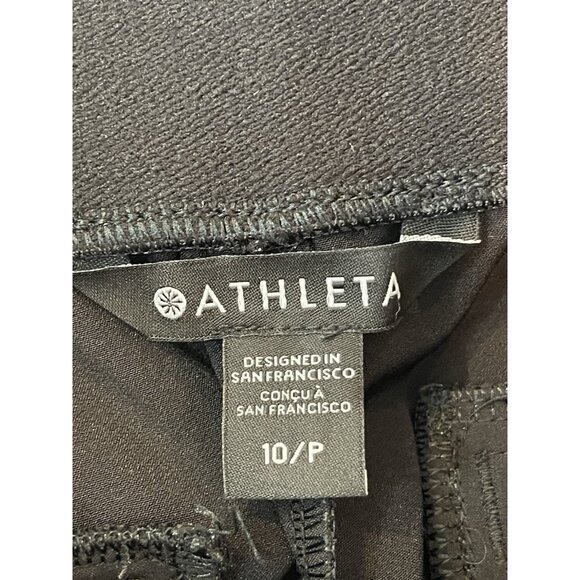 ATHLETA
DESIGNED IN
SAN FRANCISCO
CONÇU À
SAN FRANCISCO
10/P